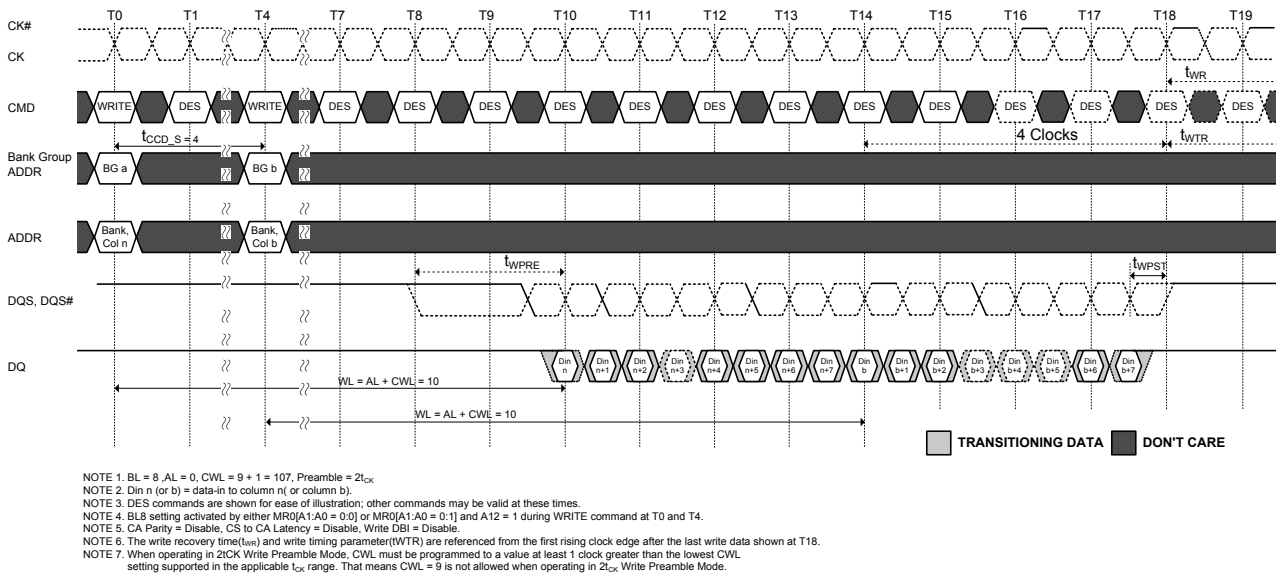 T0 T1 T4 T7 T8 T9 T10 T11 T12 T13 T14 T15 T16 T17 T18 T19
CK#
CK
tWR
CMD WRITE DES WRITE DES DES DES DES DES DES DES DES DES DES DES DES DES
tCCD_S = 4
4 Clocks
tWTR
Bank Group
ADDR
BG a BG b
ADDR
Bank, Bank,
Col n Col b
tWPRE tWPST
DQS, DQS#
DQ
Din Din Din Din Din Din Din Din Din Din Din Din Din Din Din Din
n n+1 n+2 n+3 n+4 n+5 n+6 n+7 b b+1 b+2 b+3 b+4 b+5 b+6 b+7
WL = AL + CWL = 10
WL = AL + CWL = 10
TRANSITIONING DATA DON'T CARE
NOTE 1. BL = 8 ,AL = 0, CWL = 9 + 1 = 107, Preamble = 2tCK
NOTE 2. Din n (or b) = data-in to column n( or column b).
NOTE 3. DES commands are shown for ease of illustration; other commands may be valid at these times.
NOTE 4. BL8 setting activated by either MR0[A1:A0 = 0:0] or MR0[A1:A0 = 0:1] and A12 = 1 during WRITE command at T0 and T4.
NOTE 5. CA Parity = Disable, CS to CA Latency = Disable, Write DBI = Disable.
NOTE 6. The write recovery time(tWR) and write timing parameter(tWTR) are referenced from the first rising clock edge after the last write data shown at T18.
NOTE 7. When operating in 2tCK Write Preamble Mode, CWL must be programmed to a value at least 1 clock greater than the lowest CWL
setting supported in the applicable tCK range. That means CWL = 9 is not allowed when operating in 2tCK Write Preamble Mode.